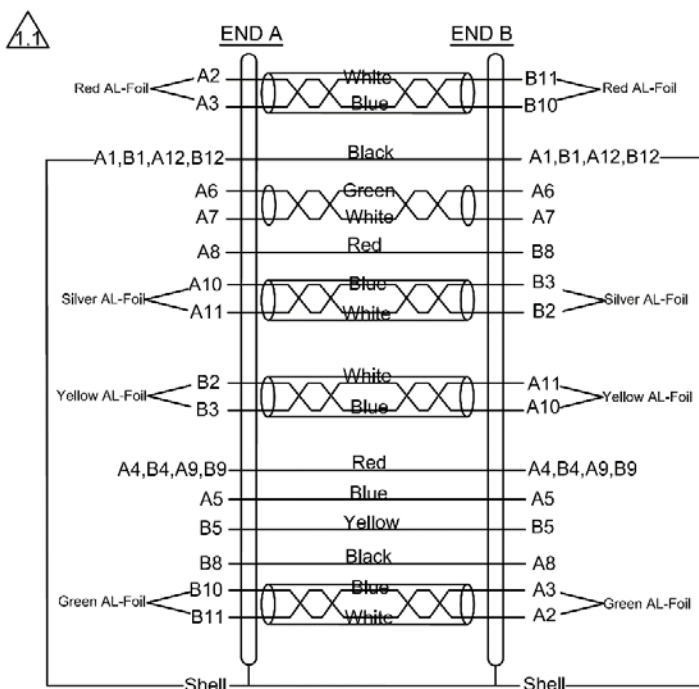 1.1
END A END B
A2 White B11
Red AL-Foil Red AL-Foil
A3 Blue B10
A1,B1,A12,B12 Black A1,B1,A12,B12
A6 Green A6
A7 White A7
A8 Red B8
A10 Blue B3
Silver AL-Foil Silver AL-Foil
A11 White B2
B2 White A11
Yellow AL-Foil Yellow AL-Foil
B3 Blue A10
A4,B4,A9,B9 Red A4,B4,A9,B9
A5 Blue A5
B5 Yellow B5
B8 Black A8
B10 Blue A3
Green AL-Foil Green AL-Foil
B11 White A2
Shell Shell